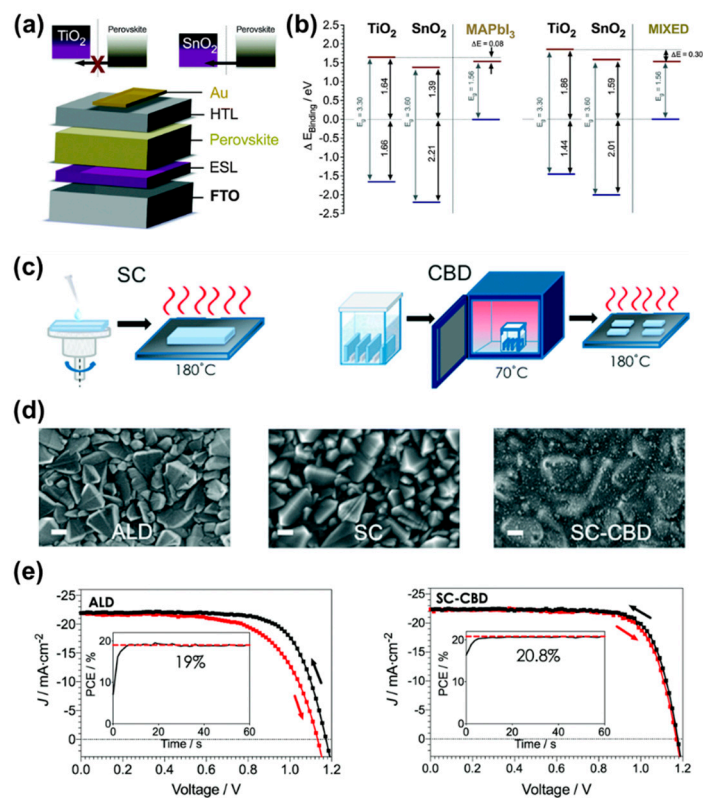 (a)
TiO2
Perovskite
SnO2
Perovskite
X
Au
HTL
Perovskite
ESL
FTO
(b)
TiO2 SnO2 MAPbI3 TiO2 SnO2 MIXED
ΔE = 0.08
ΔE = 0.30
Δ EBinding / eV
2.5
2.0
1.5
1.0
0.5
0.0
-0.5
-1.0
-1.5
-2.0
-2.5
Eg = 3.30
1.64
1.66
Eg = 3.60
1.39
2.21
Eg = 1.56
Eg = 3.30
1.86
1.44
Eg = 3.60
1.59
2.01
Eg = 1.56
(c)
SC
180˚C
CBD
70˚C
180˚C
(d)
ALD
SC
SC-CBD
(e)
ALD
J / mA·cm-2
-25
-20
-15
-10
-5
0
0.0 0.2 0.4 0.6 0.8 1.0 1.2
Voltage / V
PCE / %
20
10
0
19%
0 20 40 60
Time / s
SC-CBD
J / mA·cm-2
-25
-20
-15
-10
-5
0
0.0 0.2 0.4 0.6 0.8 1.0 1.2
Voltage / V
PCE / %
20
10
0
20.8%
0 20 40 60
Time / s